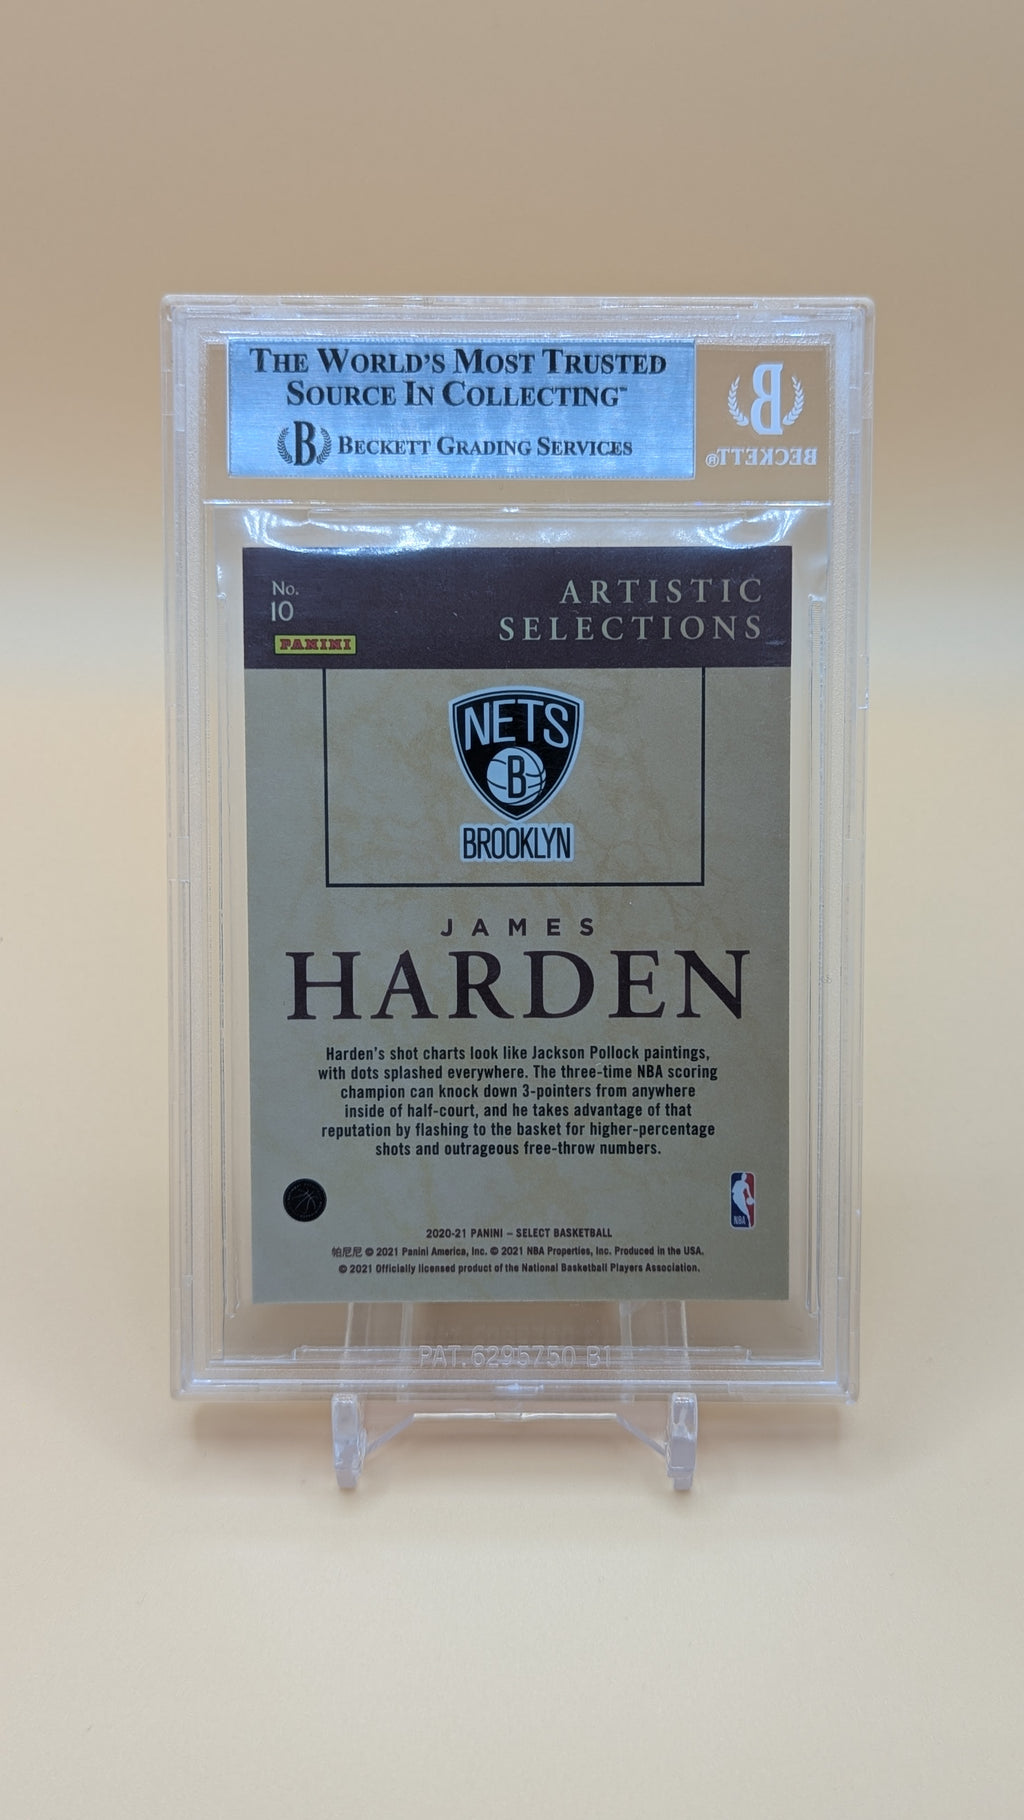 THE WORLD'S MOST TRUSTED
SOURCE IN COLLECTING™
B BECKETT GRADING SERVICES
B
BECKETT®
No.
10
PANINI
ARTISTIC
SELECTIONS
NETS
B
BROOKLYN
JAMES
HARDEN
Harden's shot charts look like Jackson Pollock paintings,
with dots splashed everywhere. The three-time NBA scoring
champion can knock down 3-pointers from anywhere
inside of half-court, and he takes advantage of that
reputation by flashing to the basket for higher-percentage
shots and outrageous free-throw numbers.
NBA
2020-21 PANINI – SELECT BASKETBALL
帕尼尼 © 2021 Panini America, Inc. © 2021 NBA Properties, Inc. Produced in the USA.
© 2021 Officially licensed product of the National Basketball Players Association.
PAT. 6295750 B1